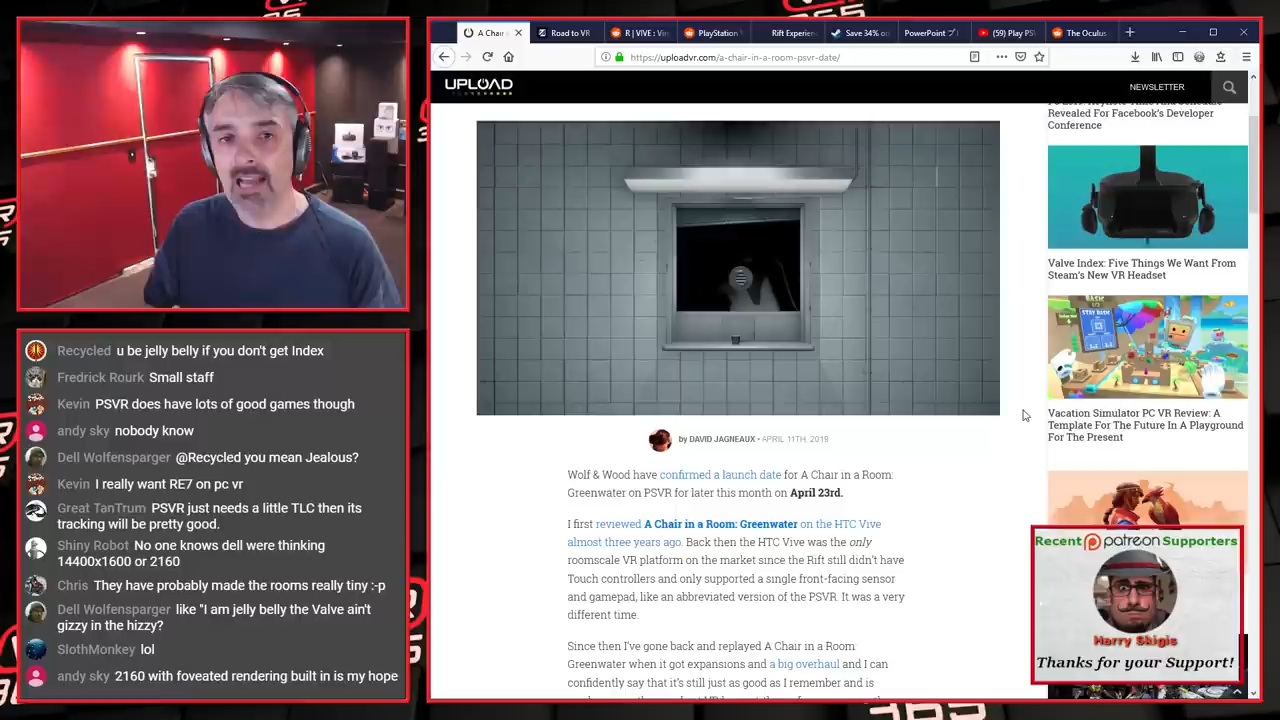 A Chair
Road to VR
R | VIVE : Viv
PlayStation
Rift Experien
Save 34% o
PowerPoint プ
(59) Play PS
The Oculus
https://uploadvr.com/a-chair-in-a-room-psvr-date/
UPLOAD
NEWSLETTER
Revealed For Facebook's Developer
Conference
Valve Index: Five Things We Want From
Steam's New VR Headset
BASIC
STAY BASIC
Vacation Simulator PC VR Review: A
Template For The Future In A Playground
For The Present
by DAVID JAGNEAUX • APRIL 11TH, 2019
Wolf & Wood have confirmed a launch date for A Chair in a Room:
Greenwater on PSVR for later this month on April 23rd.
I first reviewed A Chair in a Room: Greenwater on the HTC Vive
almost three years ago. Back then the HTC Vive was the only
roomscale VR platform on the market since the Rift still didn't have
Touch controllers and only supported a single front-facing sensor
and gamepad, like an abbreviated version of the PSVR. It was a very
different time.
Since then I've gone back and replayed A Chair in a Room:
Greenwater when it got expansions and a big overhaul and I can
confidently say that it's still just as good as I remember and is
Recycled u be jelly belly if you don't get Index
Fredrick Rourk Small staff
Kevin PSVR does have lots of good games though
andy sky nobody know
Dell Wolfensparger @Recycled you mean Jealous?
Kevin I really want RE7 on pc vr
Great TanTrum PSVR just needs a little TLC then its
tracking will be pretty good.
Shiny Robot No one knows dell were thinking
14400x1600 or 2160
Chris They have probably made the rooms really tiny :-p
Dell Wolfensparger like "I am jelly belly the Valve ain't
gizzy in the hizzy?
SlothMonkey lol
andy sky 2160 with foveated rendering built in is my hope
Recent patreon Supporters
Harry Skigis
Thanks for your Support!
365